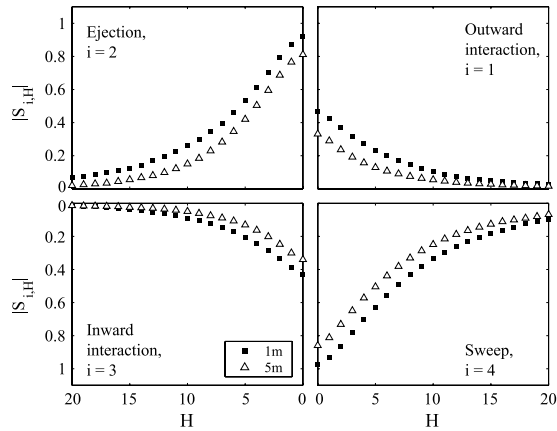 1
0.8
0.6
0.4
0.2
0
|S i,H|
Ejection,
i = 2
Outward
interaction,
i = 1
0
0.2
0.4
0.6
0.8
1
|S i,H|
Inward
interaction,
i = 3
1m
5m
Sweep,
i = 4
20 15 10 5 0
0 5 10 15 20
H
H